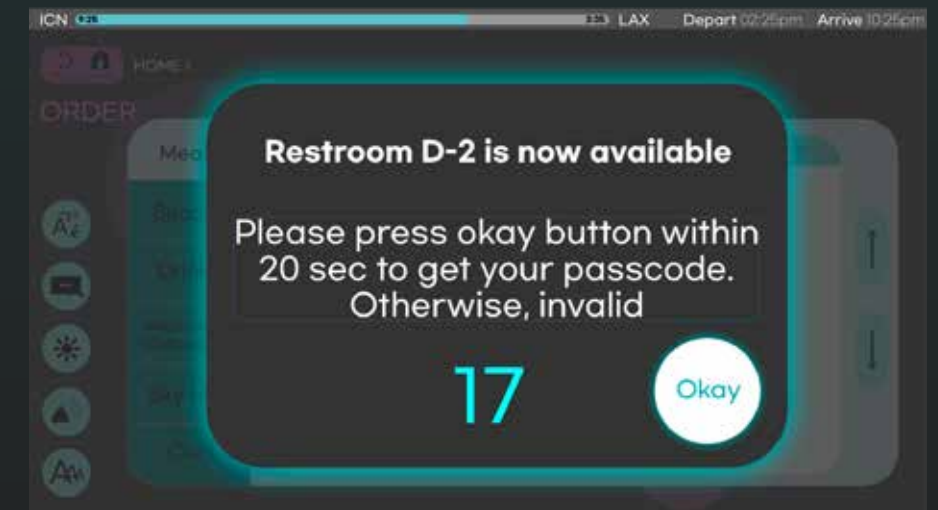 ICN LAX Depart 02:25pm Arrive 10:25pm
HOME
ORDER
Restroom D-2 is now available
Please press okay button within
20 sec to get your passcode.
Otherwise, invalid
17
Okay